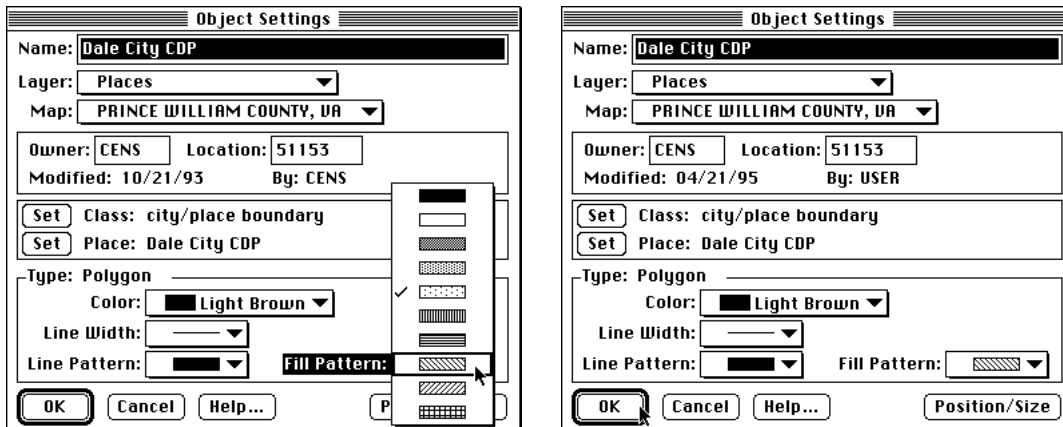 Object Settings
Name: Dale City CDP
Layer: Places
Map: PRINCE WILLIAM COUNTY, VA
Owner: CENS Location: 51153
Modified: 10/21/93 By: CENS
Set Class: city/place boundary
Set Place: Dale City CDP
Type: Polygon
Color: Light Brown
Line Width:
Line Pattern: Fill Pattern:
OK Cancel Help... P
Object Settings
Name: Dale City CDP
Layer: Places
Map: PRINCE WILLIAM COUNTY, VA
Owner: CENS Location: 51153
Modified: 04/21/95 By: USER
Set Class: city/place boundary
Set Place: Dale City CDP
Type: Polygon
Color: Light Brown
Line Width:
Line Pattern: Fill Pattern:
OK Cancel Help... Position/Size